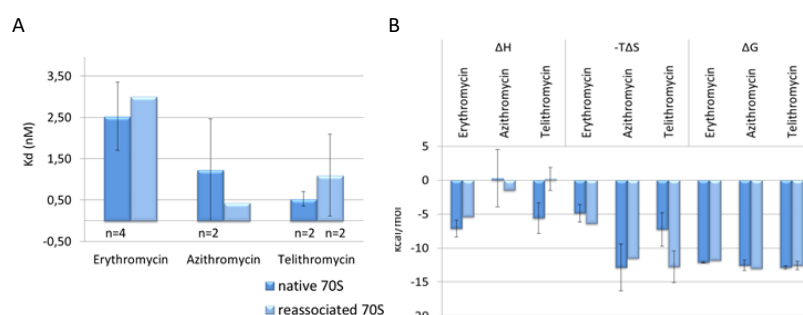 A
3,50
2,50
1,50
0,50
-0,50
Kd (nM)
n=4
n=2
n=2
n=2
Erythromycin
Azithromycin
Telithromycin
native 70S
reassociated 70S
B
ΔH
-TΔS
ΔG
Erythromycin
Azithromycin
Telithromycin
Erythromycin
Azithromycin
Telithromycin
Erythromycin
Azithromycin
Telithromycin
kcal/mol
5
0
-5
-10
-15
-20